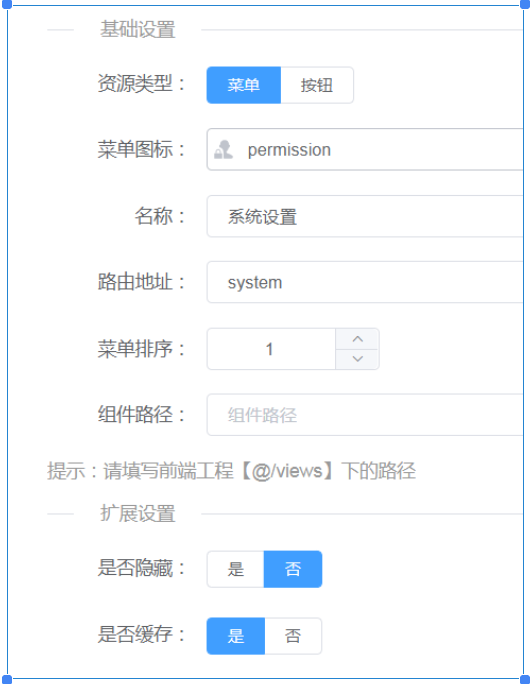 基础设置
资源类型： 菜单 按钮
菜单图标： permission
名称： 系统设置
路由地址： system
菜单排序： 1
组件路径： 组件路径
提示：请填写前端工程【@/views】下的路径
扩展设置
是否隐藏： 是 否
是否缓存： 是 否